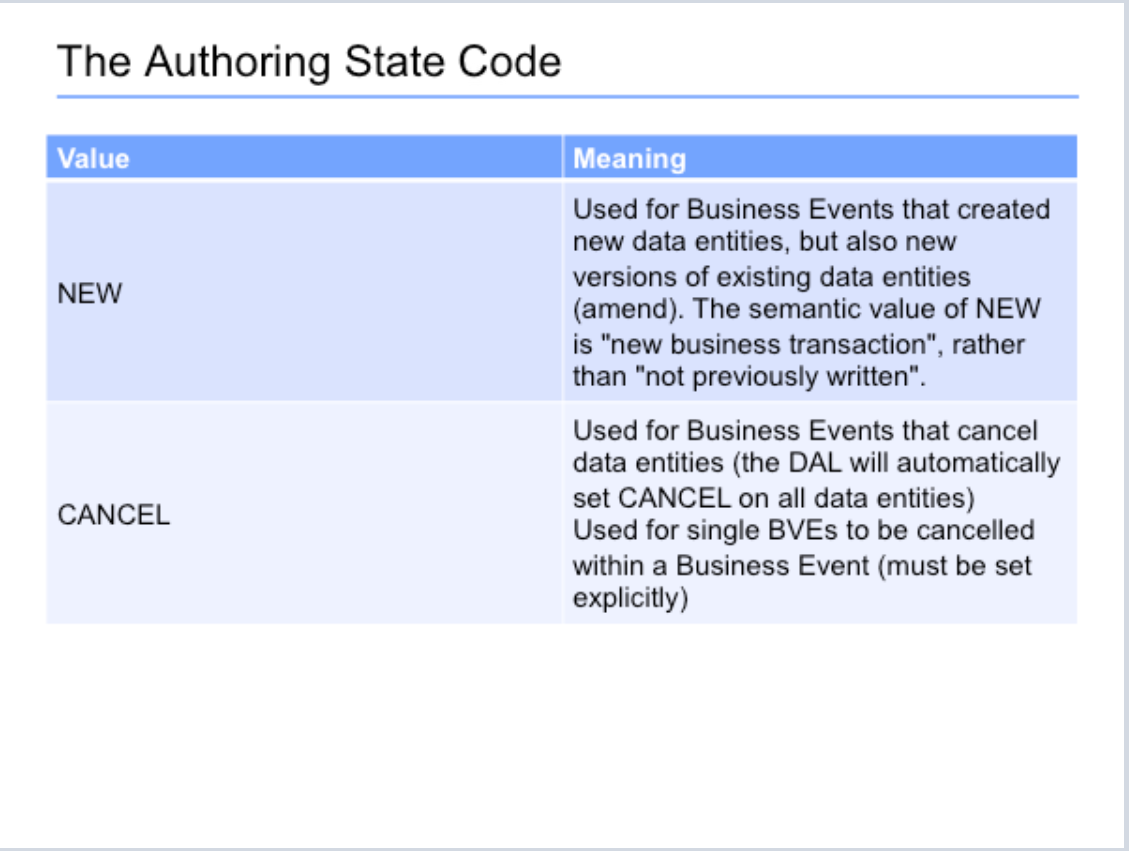 The Authoring State Code
Value
Meaning
NEW
Used for Business Events that created
new data entities, but also new
versions of existing data entities
(amend). The semantic value of NEW
is "new business transaction", rather
than "not previously written".
CANCEL
Used for Business Events that cancel
data entities (the DAL will automatically
set CANCEL on all data entities)
Used for single BVEs to be cancelled
within a Business Event (must be set
explicitly)